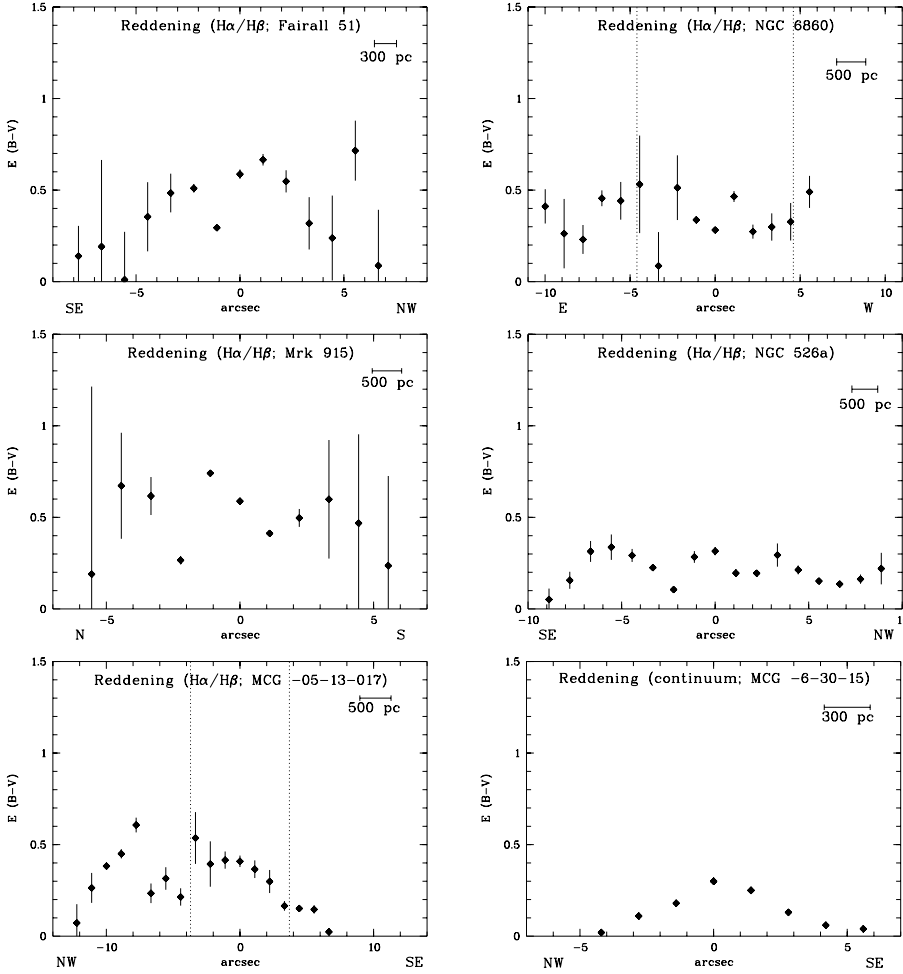 Reddening (Hα/Hβ; Fairall 51)
300 pc
E (B-V)
1.5
1
0.5
0
-5
0
5
SE
arcsec
NW
Reddening (Hα/Hβ; NGC 6860)
500 pc
E (B-V)
1.5
1
0.5
0
-10
-5
0
5
10
E
arcsec
W
Reddening (Hα/Hβ; Mrk 915)
500 pc
E (B-V)
1.5
1
0.5
0
-5
0
5
N
arcsec
S
Reddening (Hα/Hβ; NGC 526a)
500 pc
E (B-V)
1.5
1
0.5
0
-10
-5
0
5
1
SE
arcsec
NW
Reddening (Hα/Hβ; MCG -05-13-017)
500 pc
E (B-V)
1.5
1
0.5
0
-10
0
10
NW
arcsec
SE
Reddening (continuum; MCG -6-30-15)
300 pc
E (B-V)
1.5
1
0.5
0
-5
0
5
NW
arcsec
SE